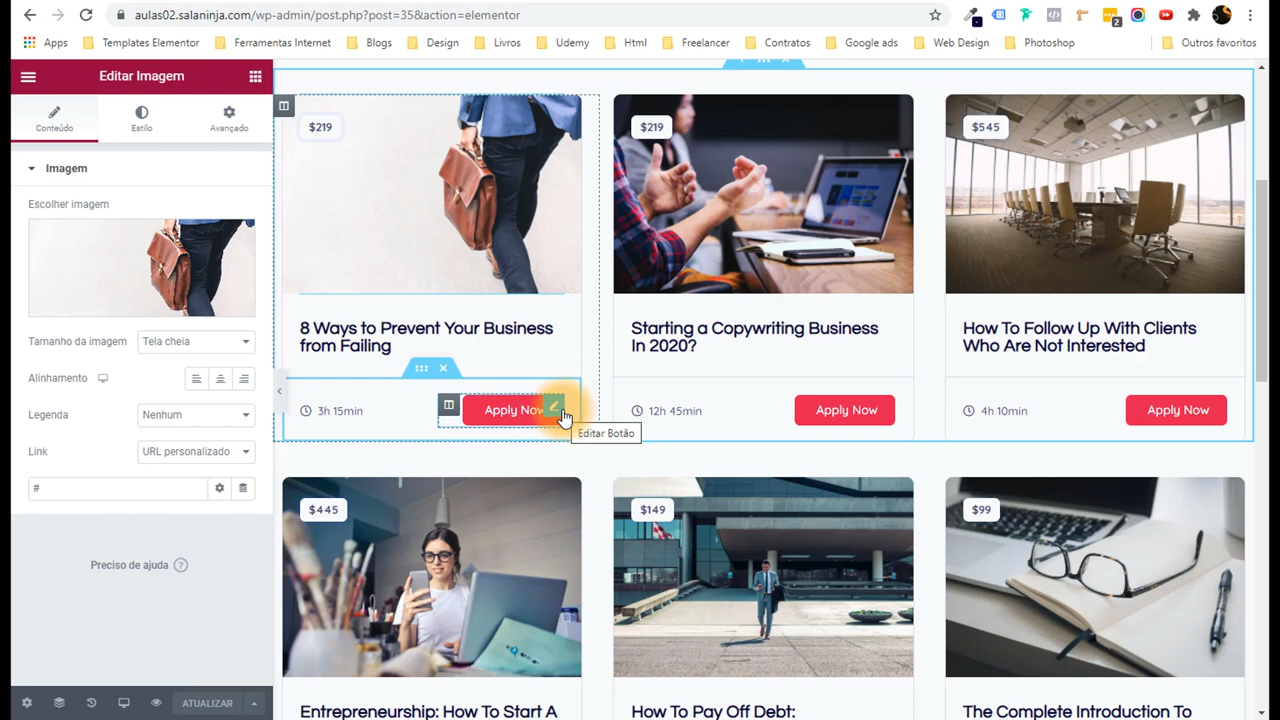 aulas02.salaninja.com/wp-admin/post.php?post=35&action=elementor
2
Apps Templates Elementor Ferramentas Internet Blogs Design Livros Udemy Html Freelancer Contratos Google ads Web Design Photoshop Outros favoritos
Editar Imagem
Conteúdo Estilo Avançado
Imagem
Escolher imagem
Tamanho da imagem Tela cheia
Alinhamento
Legenda Nenhum
Link URL personalizado
#
Preciso de ajuda
ATUALIZAR
$219
8 Ways to Prevent Your Business
from Failing
3h 15min Apply Now
Editar Botão
$219
Starting a Copywriting Business
In 2020?
12h 45min Apply Now
$545
How To Follow Up With Clients
Who Are Not Interested
4h 10min Apply Now
$445
Entrepreneurship: How To Start A
$149
How To Pay Off Debt:
$99
The Complete Introduction To